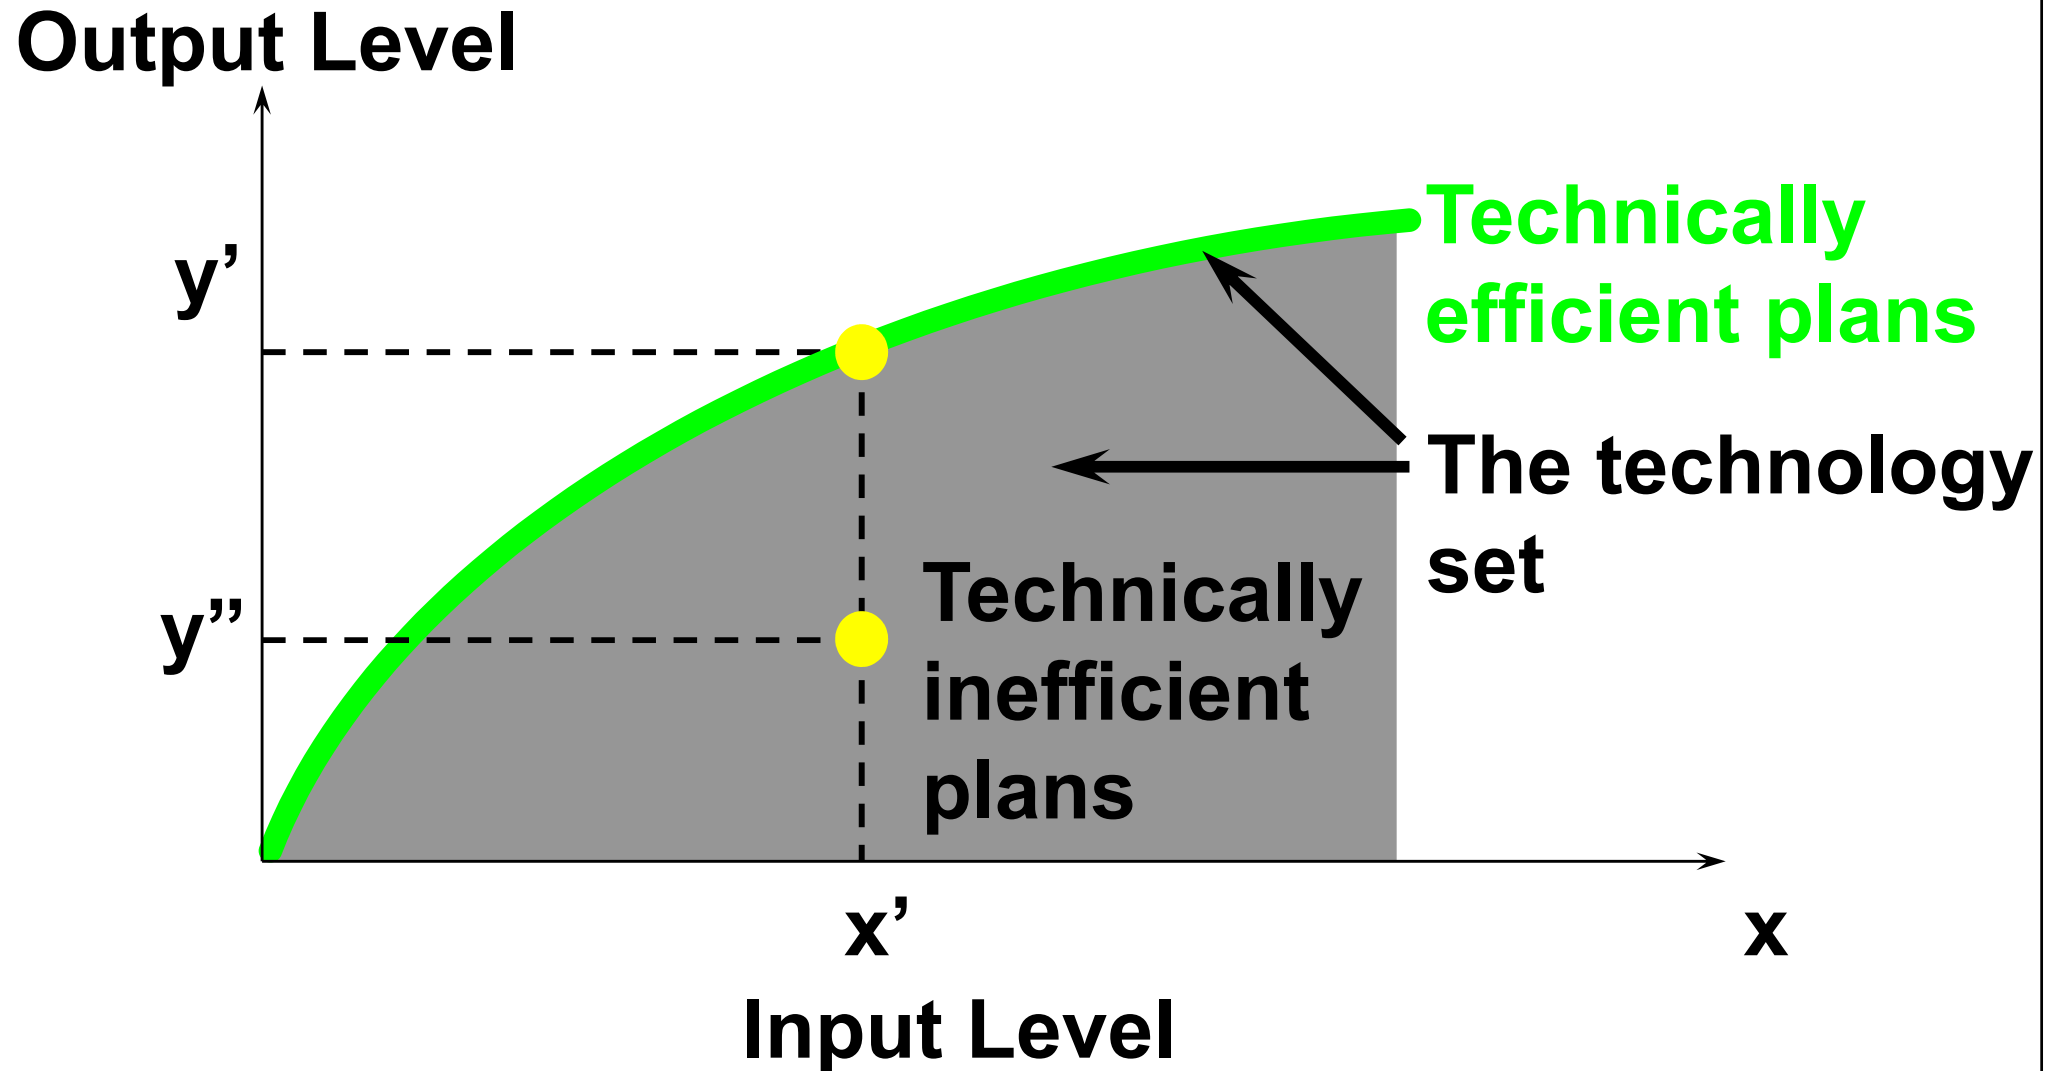 Output Level
y’
Technically
efficient plans
The technology
set
y”
Technically
inefficient
plans
x’
x
Input Level